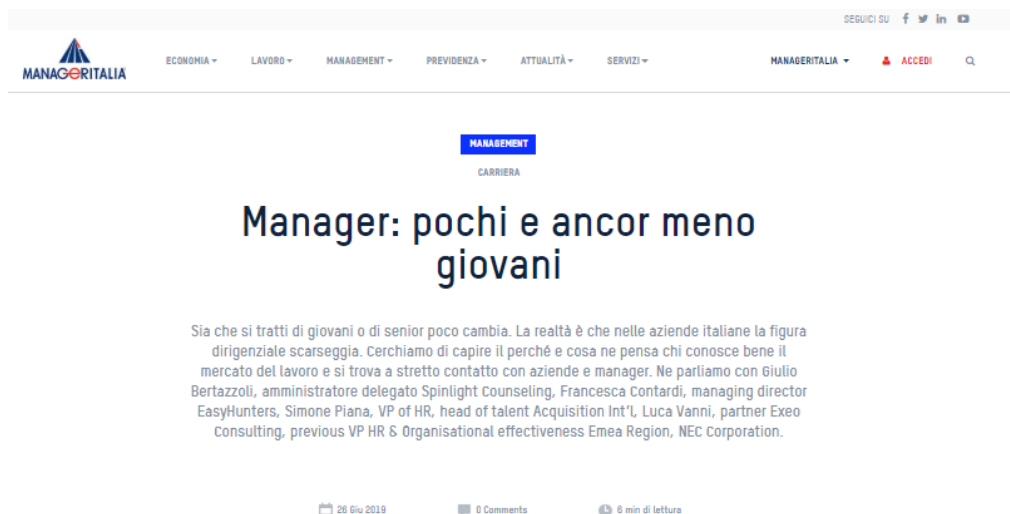 SEGUICI SU
MANAGERITALIA
ECONOMIA
LAVORO
MANAGEMENT
PREVIDENZA
ATTUALITÀ
SERVIZI
MANAGERITALIA
ACCEDI
MANAGEMENT
CARRIERA
Manager: pochi e ancor meno
giovani
Sia che si tratti di giovani o di senior poco cambia. La realtà è che nelle aziende italiane la figura
dirigenziale scarseggia. Cerchiamo di capire il perché e cosa ne pensa chi conosce bene il
mercato del lavoro e si trova a stretto contatto con aziende e manager. Ne parliamo con Giulio
Bertazzoli, amministratore delegato Spinlight Counseling, Francesca Contardi, managing director
EasyHunters, Simone Piana, VP of HR, head of talent Acquisition Int'L, Luca Vanni, partner Exeo
Consulting, previous VP HR & Organisational effectiveness Emea Region, NEC Corporation.
26 Giu 2019
0 Comments
6 min di lettura